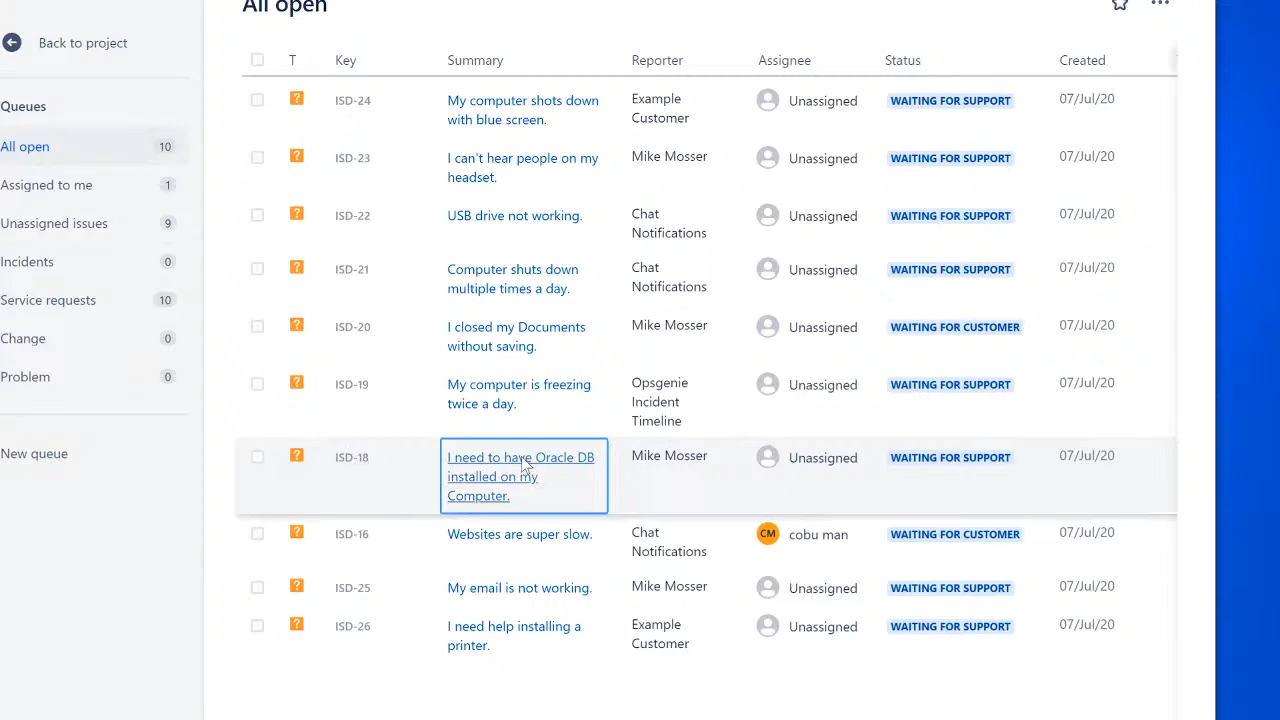 All open
Back to project
T Key Summary Reporter Assignee Status Created
Queues
All open 10
Assigned to me 1
Unassigned issues 9
Incidents 0
Service requests 10
Change 0
Problem 0
New queue
? ISD-24 My computer shots down Example Unassigned WAITING FOR SUPPORT 07/Jul/20
with blue screen. Customer
? ISD-23 I can't hear people on my Mike Mosser Unassigned WAITING FOR SUPPORT 07/Jul/20
headset.
? ISD-22 USB drive not working. Chat Unassigned WAITING FOR SUPPORT 07/Jul/20
Notifications
? ISD-21 Computer shuts down Chat Unassigned WAITING FOR SUPPORT 07/Jul/20
multiple times a day. Notifications
? ISD-20 I closed my Documents Mike Mosser Unassigned WAITING FOR CUSTOMER 07/Jul/20
without saving.
? ISD-19 My computer is freezing Opsgenie Unassigned WAITING FOR SUPPORT 07/Jul/20
twice a day. Incident
Timeline
? ISD-18 I need to have Oracle DB Mike Mosser Unassigned WAITING FOR SUPPORT 07/Jul/20
installed on my
Computer.
? ISD-16 Websites are super slow. Chat CM cobu man WAITING FOR CUSTOMER 07/Jul/20
Notifications
? ISD-25 My email is not working. Mike Mosser Unassigned WAITING FOR SUPPORT 07/Jul/20
? ISD-26 I need help installing a Example Unassigned WAITING FOR SUPPORT 07/Jul/20
printer. Customer